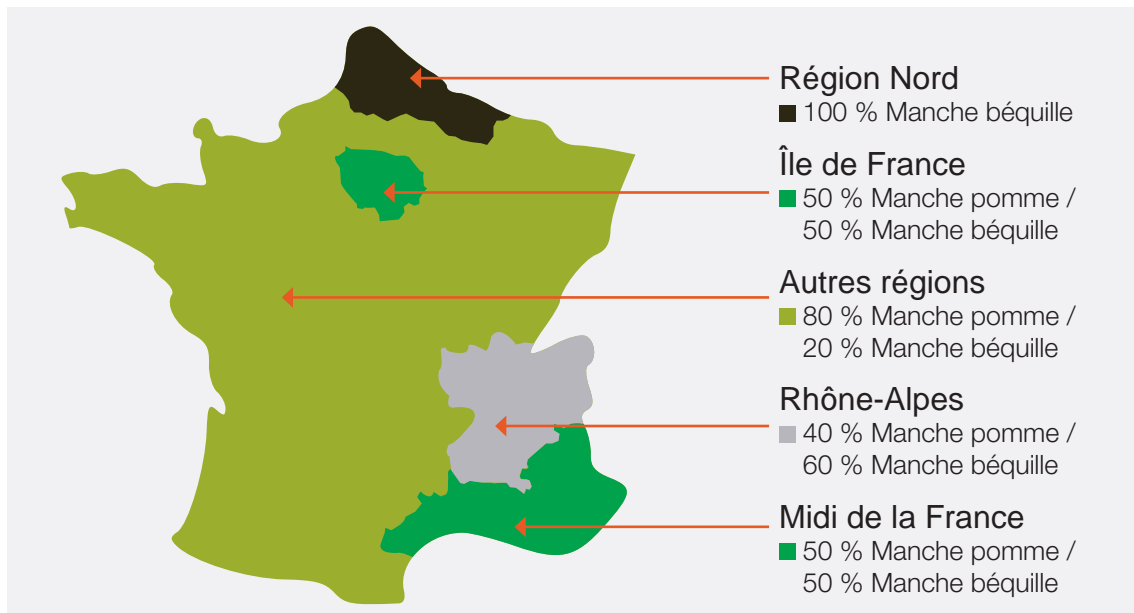 Région Nord
100 % Manche béquille
Île de France
50 % Manche pomme /
50 % Manche béquille
Autres régions
80 % Manche pomme /
20 % Manche béquille
Rhône-Alpes
40 % Manche pomme /
60 % Manche béquille
Midi de la France
50 % Manche pomme /
50 % Manche béquille